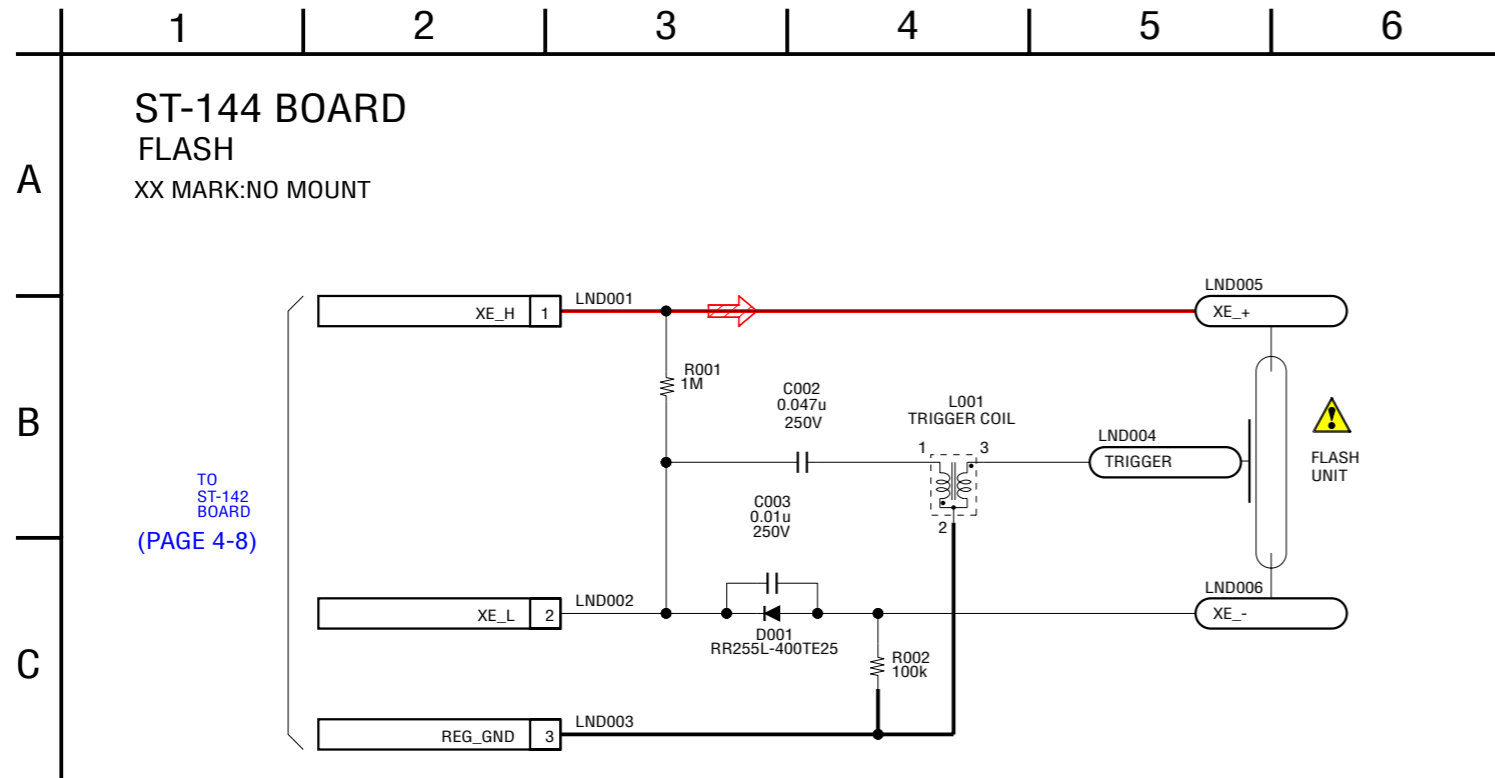 1 2 3 4 5 6
ST-144 BOARD
FLASH
XX MARK:NO MOUNT
A
B
C
XE_H 1
LND001
LND005
XE_+
R001
1M
C002
0.047u
250V
L001
TRIGGER COIL
1
3
2
LND004
TRIGGER
FLASH
UNIT
TO
ST-142
BOARD
(PAGE 4-8)
C003
0.01u
250V
XE_L 2
LND002
D001
RR255L-400TE25
R002
100k
LND006
XE_-
REG_GND 3
LND003